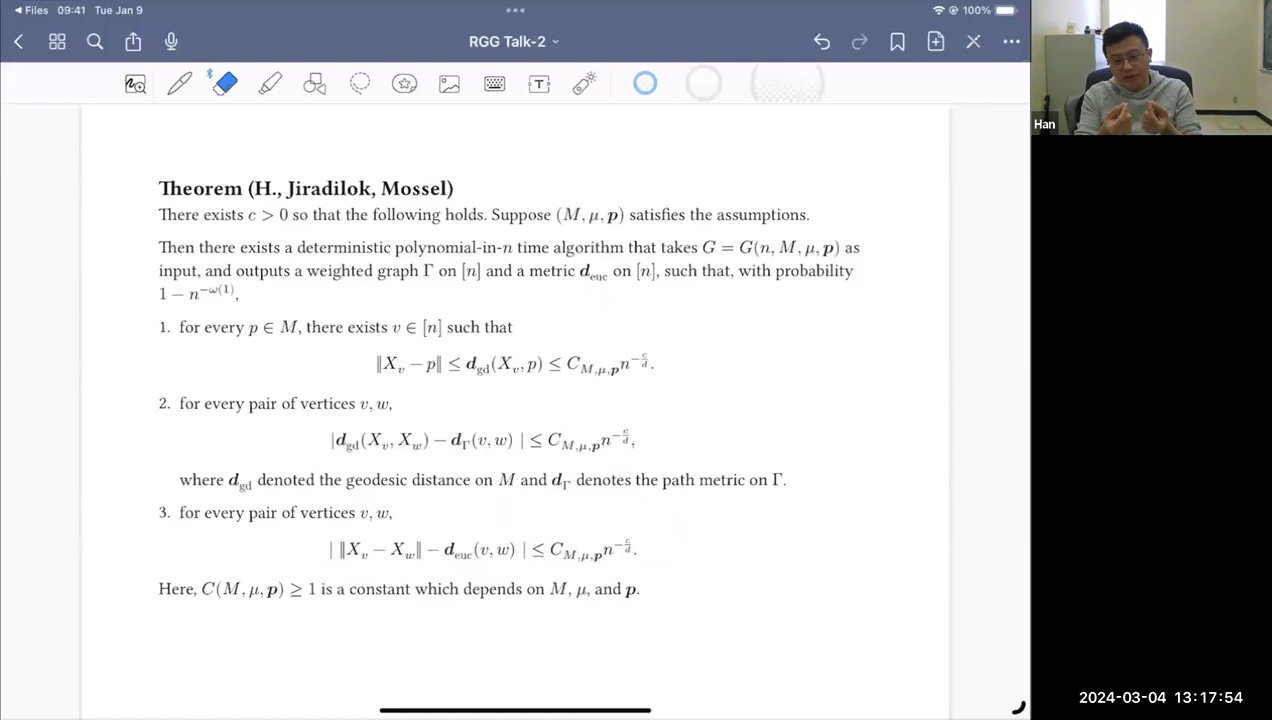 Files 09:41 Tue Jan 9
100%
RGG Talk-2
T
Han
Theorem (H., Jiradilok, Mossel)
There exists c > 0 so that the following holds. Suppose (M, μ, p) satisfies the assumptions.
Then there exists a deterministic polynomial-in-n time algorithm that takes G = G(n, M, μ, p) as
input, and outputs a weighted graph Γ on [n] and a metric d_euc on [n], such that, with probability
1 − n^{−ω(1)},
1. for every p ∈ M, there exists v ∈ [n] such that
‖X_v − p‖ ≤ d_gd(X_v, p) ≤ C_{M,μ,p} n^{−c/d}.
2. for every pair of vertices v, w,
|d_gd(X_v, X_w) − d_Γ(v, w) | ≤ C_{M,μ,p} n^{−c/d},
where d_gd denoted the geodesic distance on M and d_Γ denotes the path metric on Γ.
3. for every pair of vertices v, w,
| ‖X_v − X_w‖ − d_euc(v, w) | ≤ C_{M,μ,p} n^{−c/d}.
Here, C(M, μ, p) ≥ 1 is a constant which depends on M, μ, and p.
2024-03-04 13:17:54